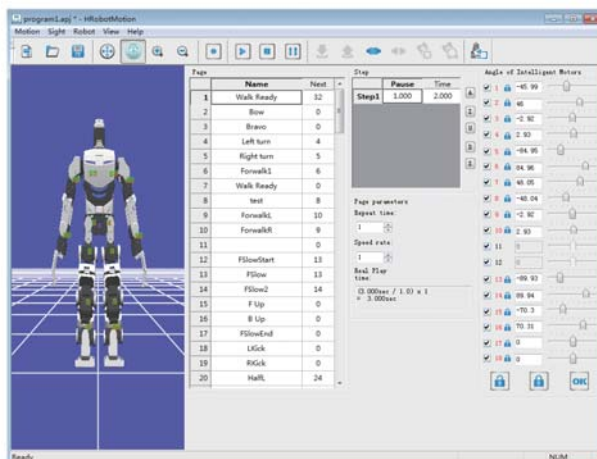 program1.apj * - HRobotMotion
Motion Sight Robot View Help
Page
Name Next
1 Walk Ready 32
2 Bow 0
3 Bravo 0
4 Left turn 4
5 Right turn 5
6 Forwalk1 6
7 Walk Ready 0
8 test 8
9 ForwalkL 10
10 ForwalkR 9
11 0
12 FSlowStart 13
13 FSlow 13
14 FSlow2 14
15 F Up 0
16 B Up 0
17 FSlowEnd 0
18 LKick 0
19 RKick 0
20 HalfL 24
Step
Pause Time
Step1 1.000 2.000
Page parameters
Repeat time:
1
Speed rate:
1
Real Play
time:
(3.000sec / 1.0) x 1
= 3.000sec
Angle of Intelligent Motors
1 -45.99
2 46
3 -2.92
4 2.93
5 -84.95
6 84.96
7 48.05
8 -48.04
9 -2.92
10 2.93
11 0
12 0
13 -89.93
14 89.94
15 -70.3
16 70.31
17 0
18 0
OK
Ready
NUM